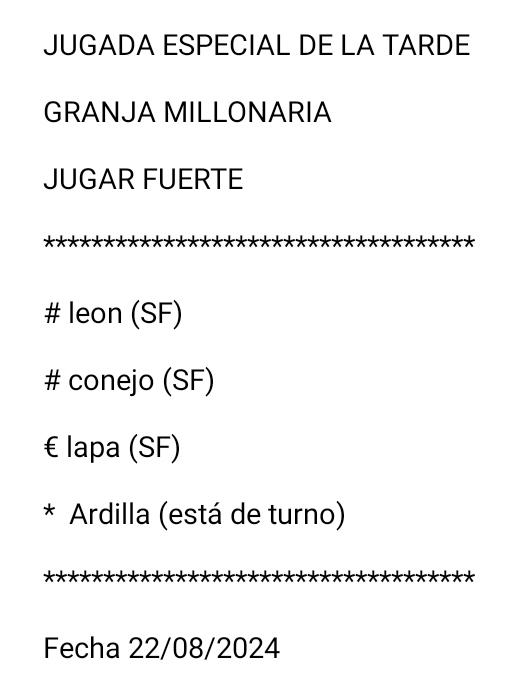 JUGADA ESPECIAL DE LA TARDE
GRANJA MILLONARIA
JUGAR FUERTE
************************************
# leon (SF)
# conejo (SF)
€ lapa (SF)
*  Ardilla (está de turno)
************************************
Fecha 22/08/2024